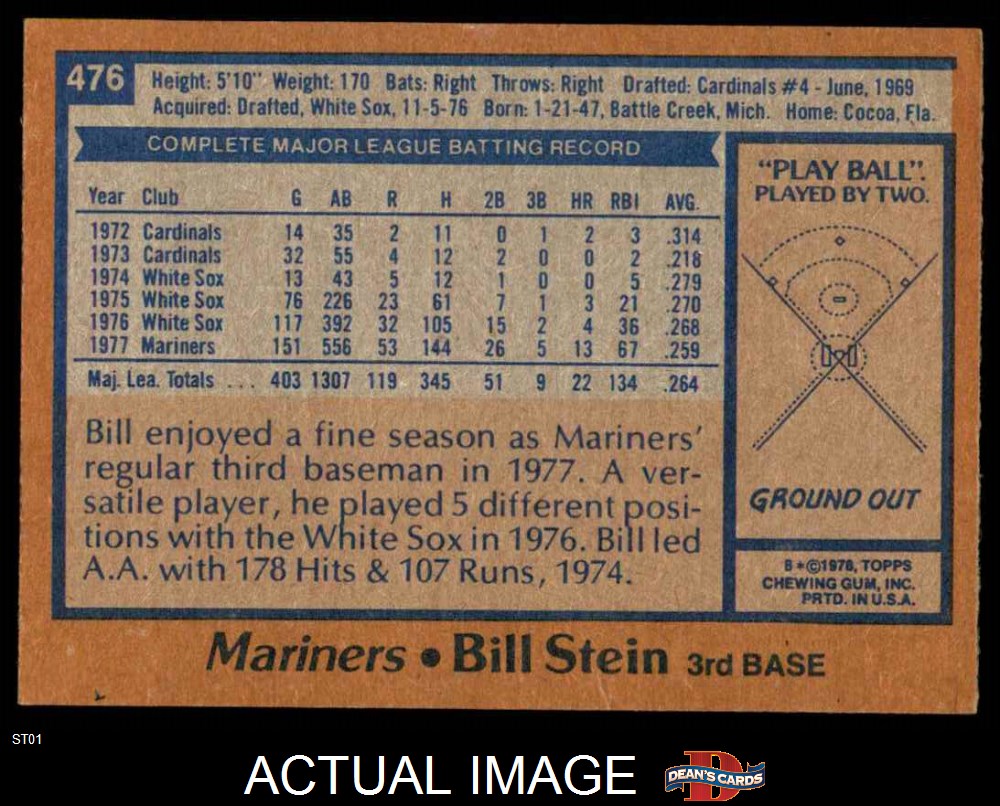 476
Height: 5'10" Weight: 170 Bats: Right Throws: Right Drafted: Cardinals #4 - June, 1969
Acquired: Drafted, White Sox, 11-5-76 Born: 1-21-47, Battle Creek, Mich. Home: Cocoa, Fla.
COMPLETE MAJOR LEAGUE BATTING RECORD
Year Club G AB R H 2B 3B HR RBI AVG.
1972 Cardinals 14 35 2 11 0 1 2 3 .314
1973 Cardinals 32 55 4 12 2 0 0 2 .218
1974 White Sox 13 43 5 12 1 0 0 5 .279
1975 White Sox 76 226 23 61 7 1 3 21 .270
1976 White Sox 117 392 32 105 15 2 4 36 .268
1977 Mariners 151 556 53 144 26 5 13 67 .259
Maj. Lea. Totals ... 403 1307 119 345 51 9 22 134 .264
Bill enjoyed a fine season as Mariners'
regular third baseman in 1977. A ver-
satile player, he played 5 different posi-
tions with the White Sox in 1976. Bill led
A.A. with 178 Hits & 107 Runs, 1974.
"PLAY BALL".
PLAYED BY TWO.
GROUND OUT
B*©1978, TOPPS
CHEWING GUM, INC.
PRTD. IN U.S.A.
Mariners • Bill Stein 3rd BASE
ST01
ACTUAL IMAGE
D
DEAN'S CARDS